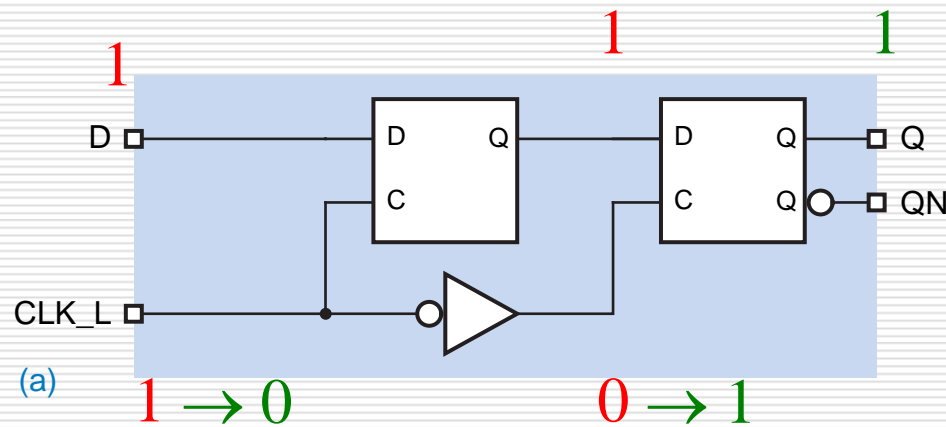 1 1 1
D D Q D Q Q
C C Q QN
CLK_L
(a)
1 → 0 0 → 1